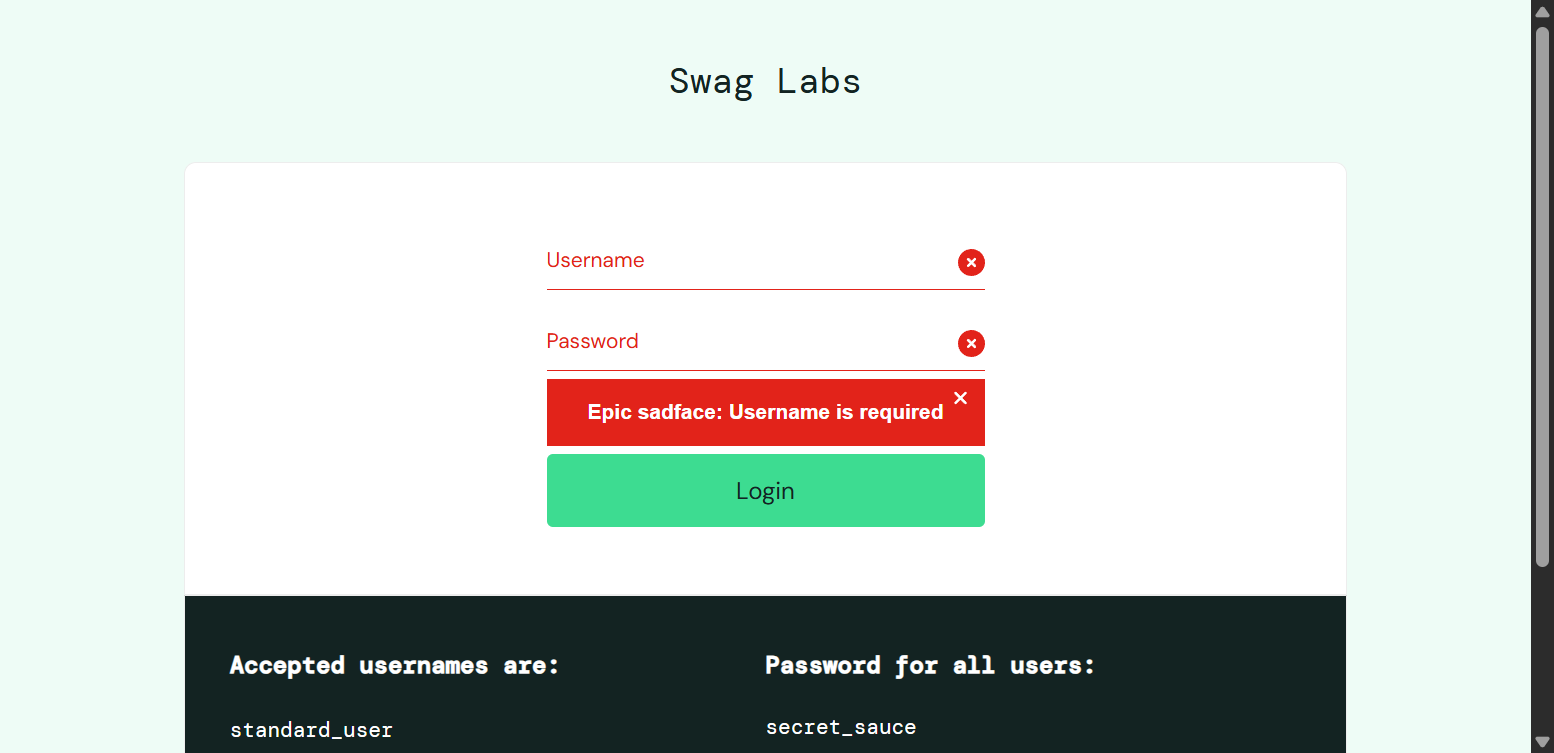 Swag Labs
Username
Password
Epic sadface: Username is required
Login
Accepted usernames are:
standard_user
Password for all users:
secret_sauce